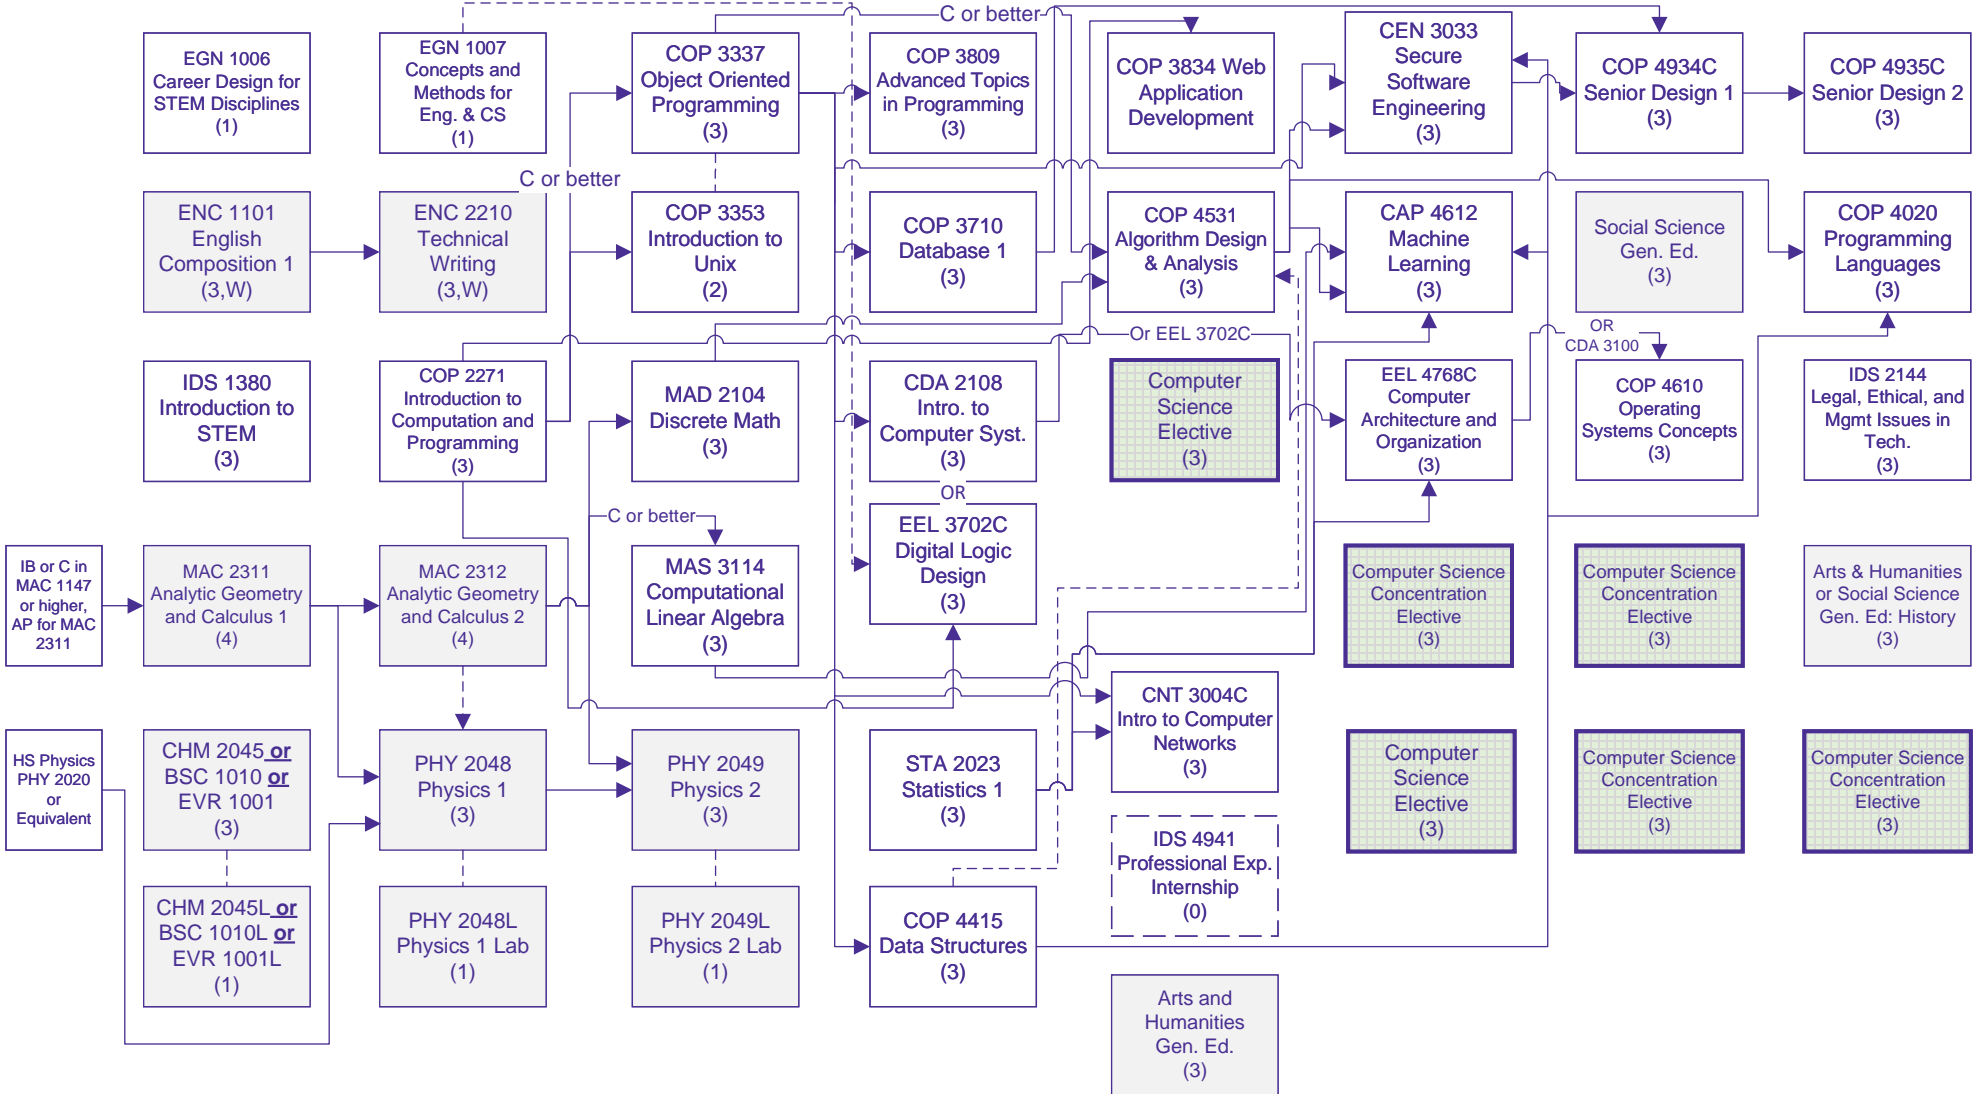 C or better
EGN 1006
Career Design for
STEM Disciplines
(1)
EGN 1007
Concepts and
Methods for
Eng. & CS
(1)
COP 3337
Object Oriented
Programming
(3)
COP 3809
Advanced Topics
in Programming
(3)
COP 3834 Web
Application
Development
CEN 3033
Secure
Software
Engineering
(3)
COP 4934C
Senior Design 1
(3)
COP 4935C
Senior Design 2
(3)
C or better
ENC 1101
English
Composition 1
(3,W)
ENC 2210
Technical
Writing
(3,W)
COP 3353
Introduction to
Unix
(2)
COP 3710
Database 1
(3)
COP 4531
Algorithm Design
& Analysis
(3)
CAP 4612
Machine
Learning
(3)
Social Science
Gen. Ed.
(3)
COP 4020
Programming
Languages
(3)
Or EEL 3702C
OR
CDA 3100
IDS 1380
Introduction to
STEM
(3)
COP 2271
Introduction to
Computation and
Programming
(3)
MAD 2104
Discrete Math
(3)
CDA 2108
Intro. to
Computer Syst.
(3)
Computer
Science
Elective
(3)
EEL 4768C
Computer
Architecture and
Organization
(3)
COP 4610
Operating
Systems Concepts
(3)
IDS 2144
Legal, Ethical, and
Mgmt Issues in
Tech.
(3)
OR
C or better
IB or C in
MAC 1147
or higher,
AP for MAC
2311
MAC 2311
Analytic Geometry
and Calculus 1
(4)
MAC 2312
Analytic Geometry
and Calculus 2
(4)
MAS 3114
Computational
Linear Algebra
(3)
EEL 3702C
Digital Logic
Design
(3)
Computer Science
Concentration
Elective
(3)
Computer Science
Concentration
Elective
(3)
Arts & Humanities
or Social Science
Gen. Ed: History
(3)
CNT 3004C
Intro to Computer
Networks
(3)
HS Physics
PHY 2020
or
Equivalent
CHM 2045 or
BSC 1010 or
EVR 1001
(3)
PHY 2048
Physics 1
(3)
PHY 2049
Physics 2
(3)
STA 2023
Statistics 1
(3)
Computer
Science
Elective
(3)
Computer Science
Concentration
Elective
(3)
Computer Science
Concentration
Elective
(3)
IDS 4941
Professional Exp.
Internship
(0)
CHM 2045L or
BSC 1010L or
EVR 1001L
(1)
PHY 2048L
Physics 1 Lab
(1)
PHY 2049L
Physics 2 Lab
(1)
COP 4415
Data Structures
(3)
Arts and
Humanities
Gen. Ed.
(3)